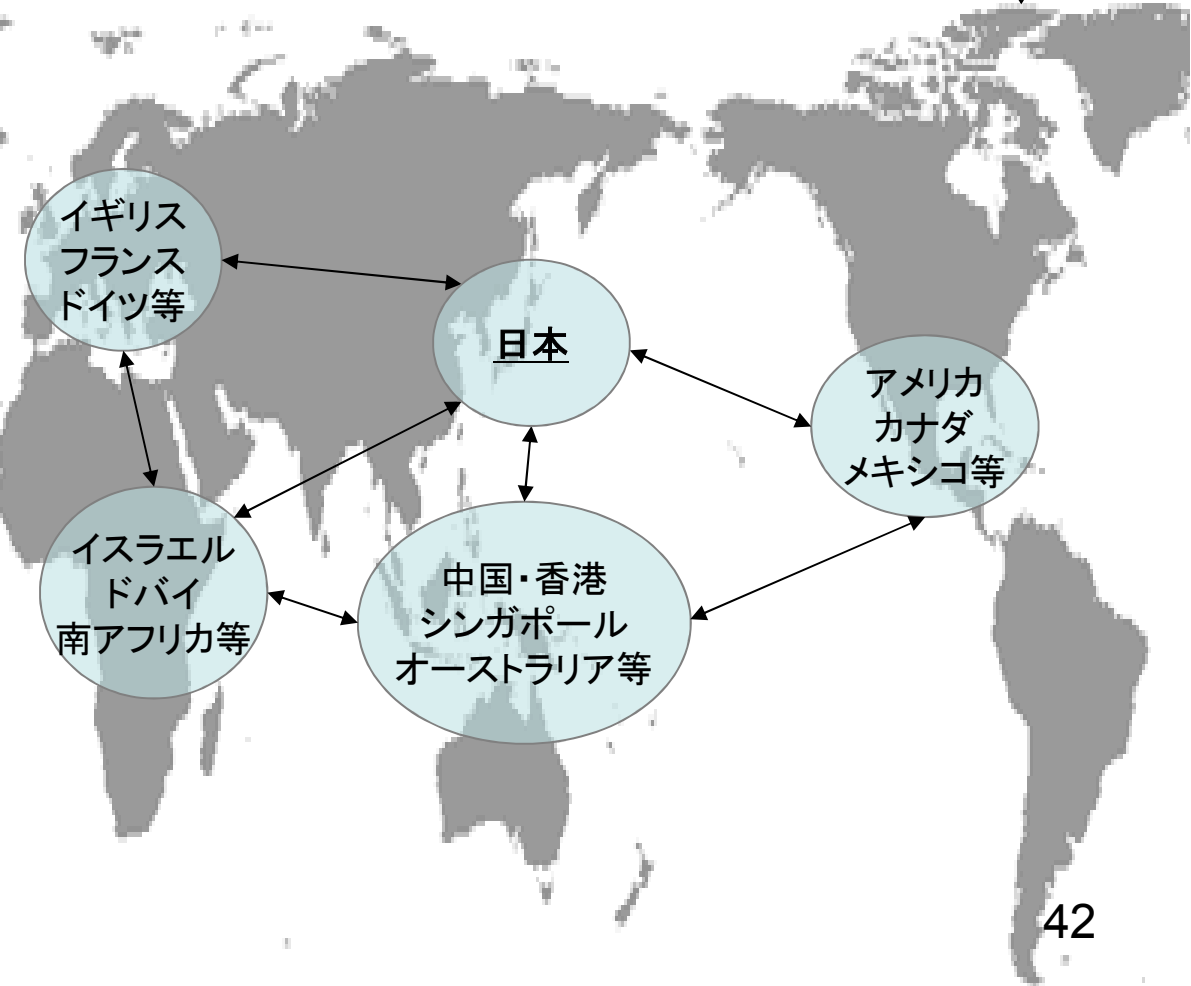 イギリス
フランス
ドイツ等
日本
アメリカ
カナダ
メキシコ等
イスラエル
ドバイ
南アフリカ等
中国・香港
シンガポール
オーストラリア等
42